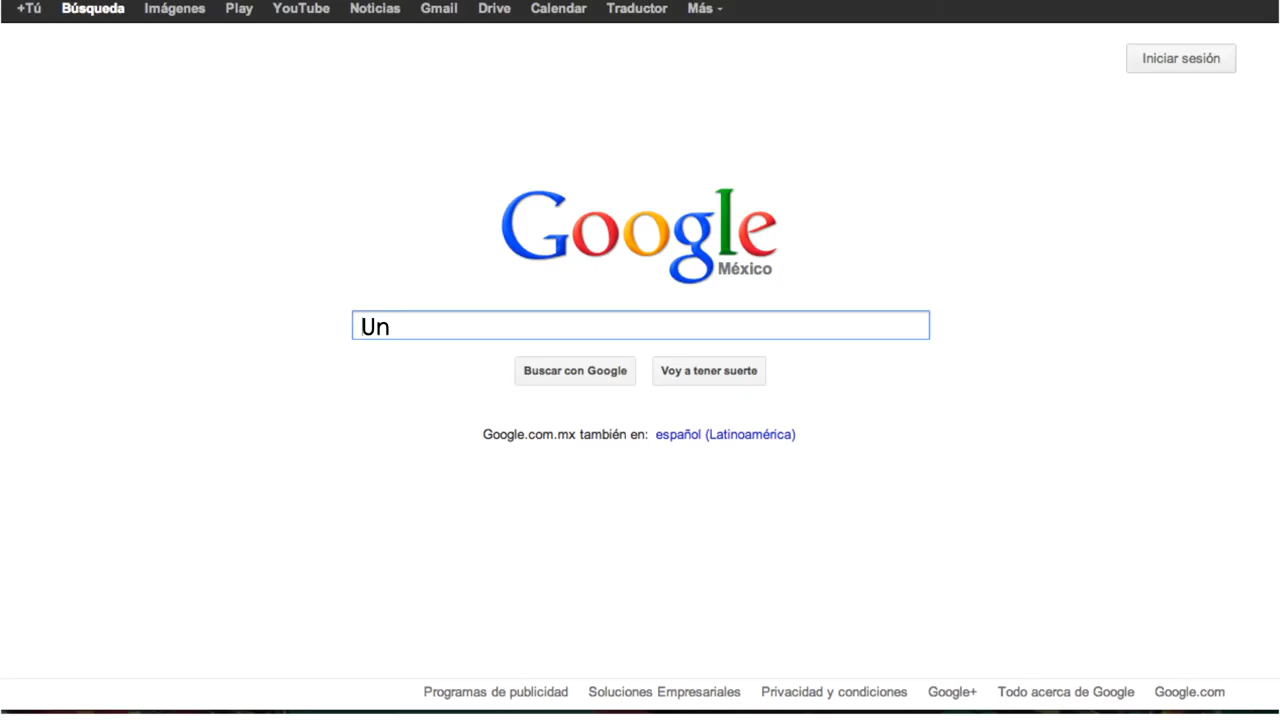 +Tú Búsqueda Imágenes Play YouTube Noticias Gmail Drive Calendar Traductor Más
Iniciar sesión
Google
México
Un
Buscar con Google Voy a tener suerte
Google.com.mx también en: español (Latinoamérica)
Programas de publicidad Soluciones Empresariales Privacidad y condiciones Google+ Todo acerca de Google Google.com